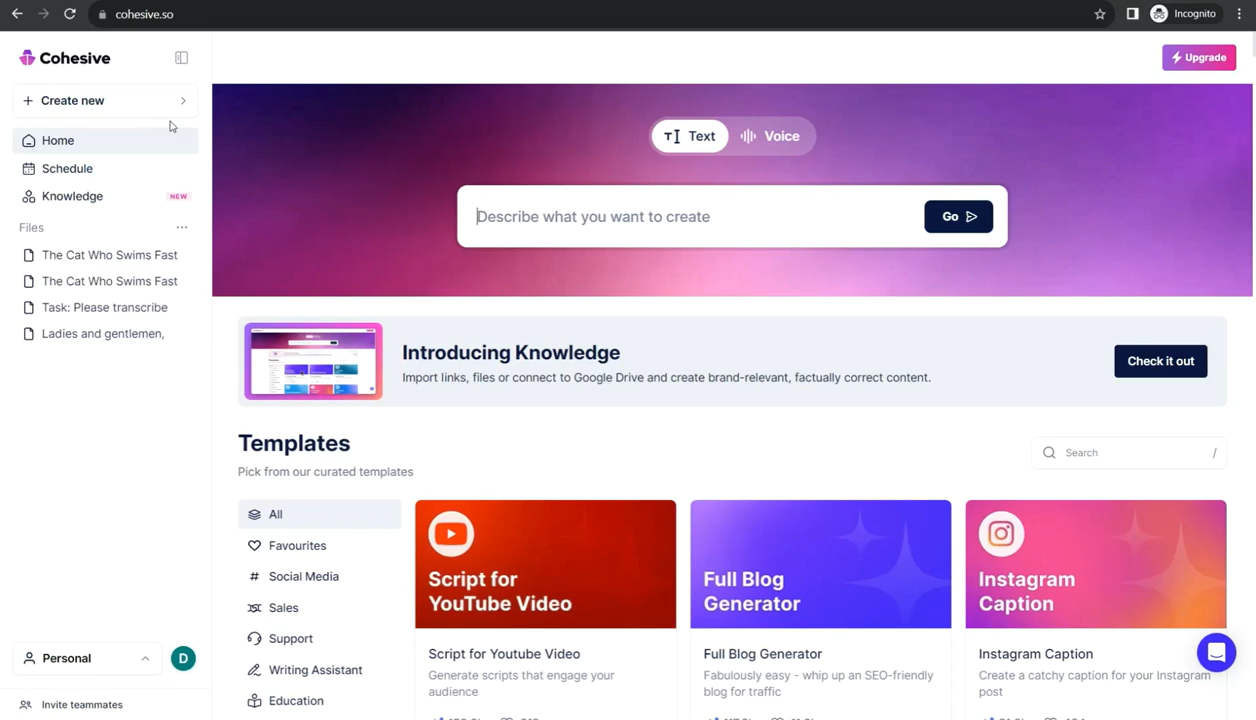 cohesive.so
Incognito
Cohesive
Upgrade
Create new
Home
Schedule
Knowledge NEW
Files
The Cat Who Swims Fast
The Cat Who Swims Fast
Task: Please transcribe
Ladies and gentlemen,
Personal
D
Invite teammates
Text
Voice
Describe what you want to create
Go
Introducing Knowledge
Import links, files or connect to Google Drive and create brand-relevant, factually correct content.
Check it out
Templates
Pick from our curated templates
Search /
All
Favourites
Social Media
Sales
Support
Writing Assistant
Education
Script for
YouTube Video
Script for Youtube Video
Generate scripts that engage your
audience
Full Blog
Generator
Full Blog Generator
Fabulously easy - whip up an SEO-friendly
blog for traffic
Instagram
Caption
Instagram Caption
Create a catchy caption for your Instagram
post